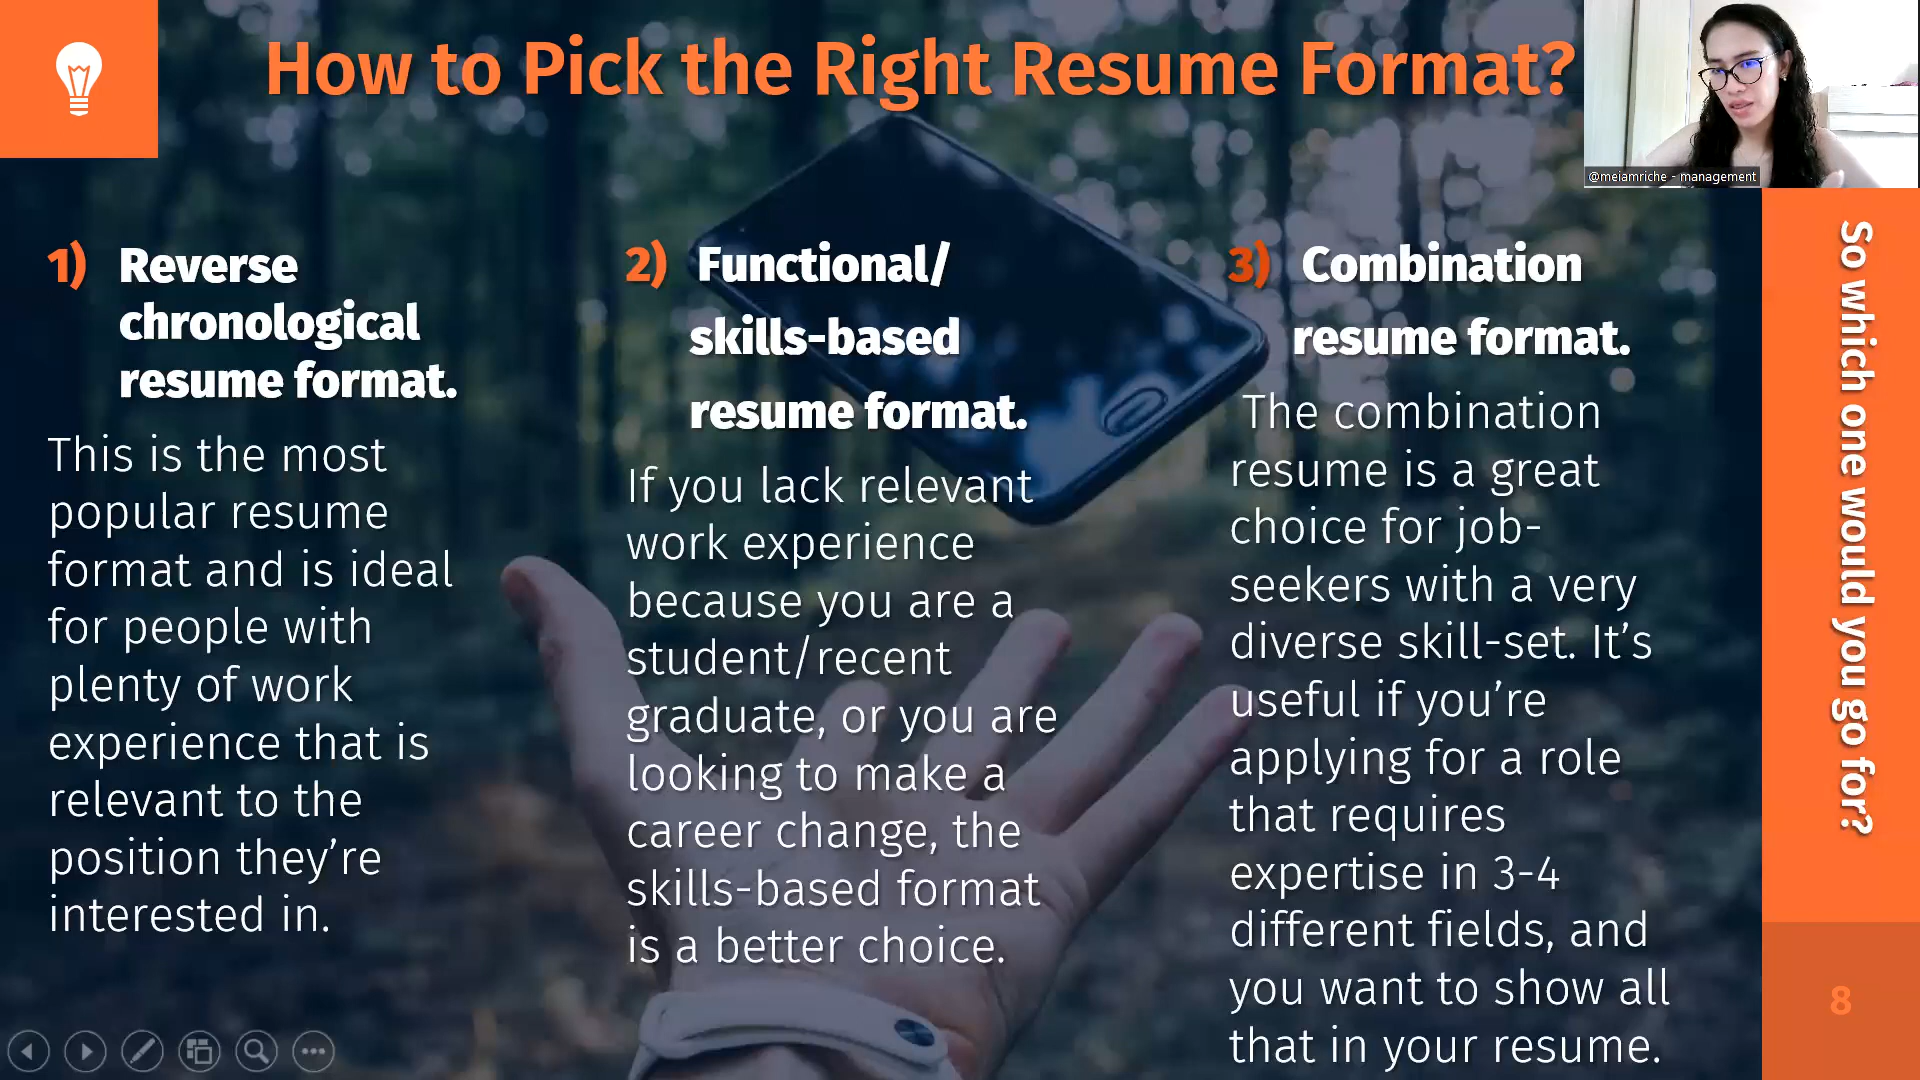 How to Pick the Right Resume Format?
@meiamriche - management
1) Reverse
chronological
resume format.
This is the most
popular resume
format and is ideal
for people with
plenty of work
experience that is
relevant to the
position they’re
interested in.
2) Functional/
skills-based
resume format.
If you lack relevant
work experience
because you are a
student/recent
graduate, or you are
looking to make a
career change, the
skills-based format
is a better choice.
3) Combination
resume format.
The combination
resume is a great
choice for job-
seekers with a very
diverse skill-set. It’s
useful if you’re
applying for a role
that requires
expertise in 3-4
different fields, and
you want to show all
that in your resume.
So which one would you go for?
8